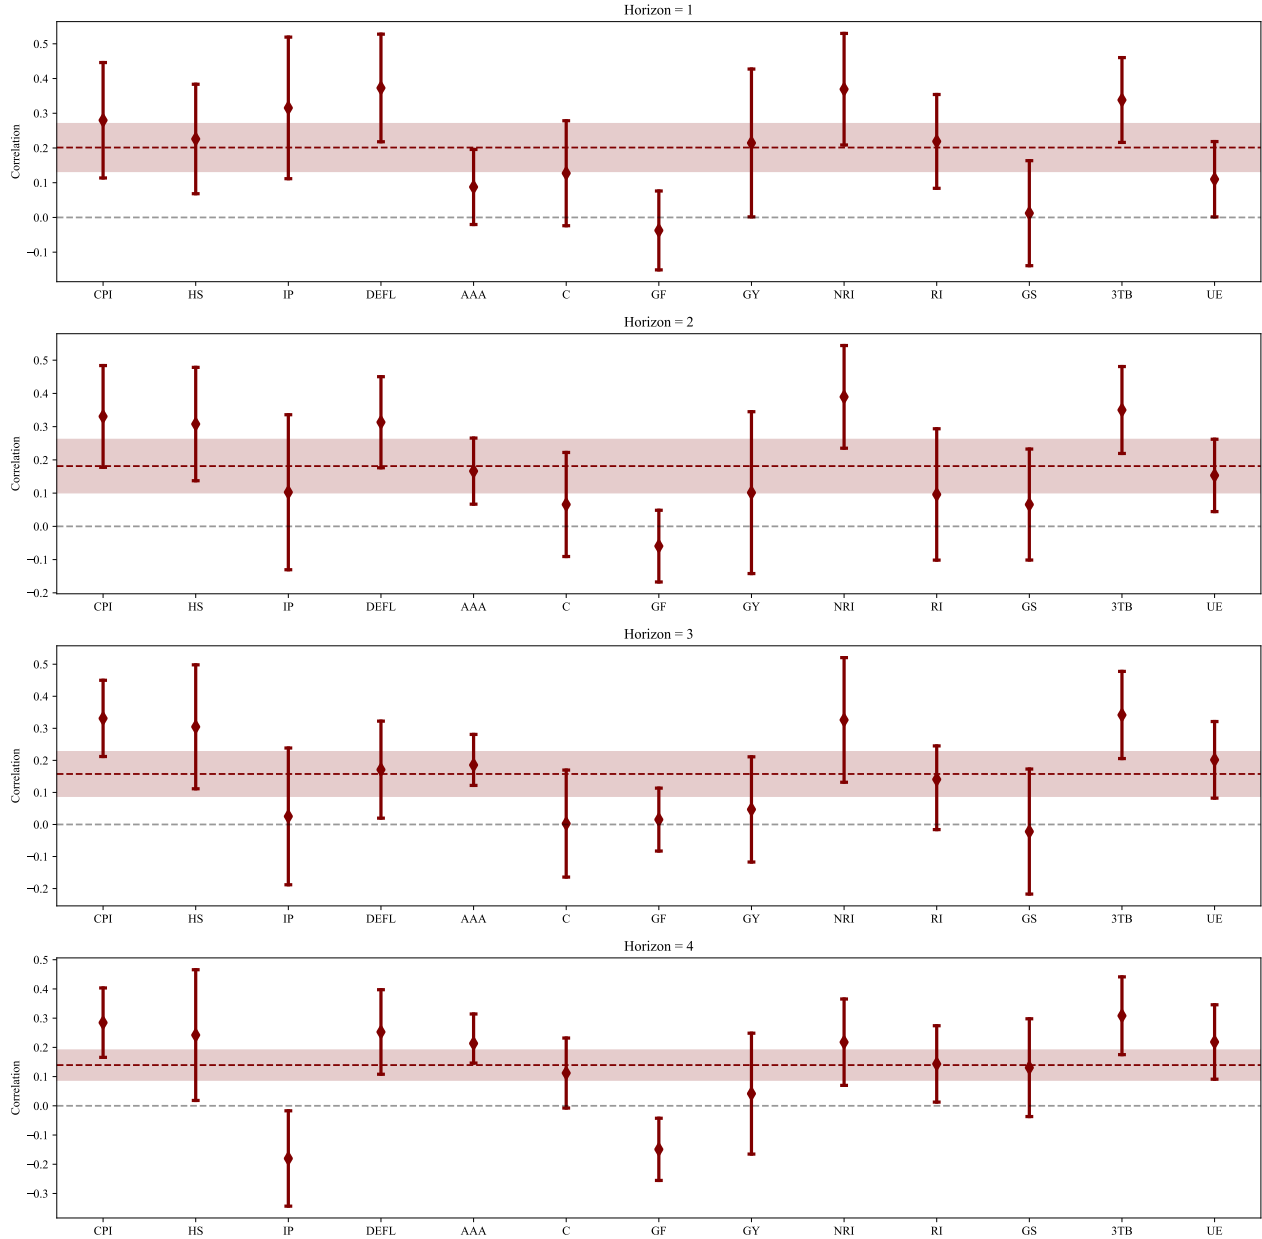 Horizon = 1
Correlation
0.5
0.4
0.3
0.2
0.1
0.0
−0.1
CPI HS IP DEFL AAA C GF GY NRI RI GS 3TB UE
Horizon = 2
Correlation
0.5
0.4
0.3
0.2
0.1
0.0
−0.1
−0.2
CPI HS IP DEFL AAA C GF GY NRI RI GS 3TB UE
Horizon = 3
Correlation
0.5
0.4
0.3
0.2
0.1
0.0
−0.1
−0.2
CPI HS IP DEFL AAA C GF GY NRI RI GS 3TB UE
Horizon = 4
Correlation
0.5
0.4
0.3
0.2
0.1
0.0
−0.1
−0.2
−0.3
CPI HS IP DEFL AAA C GF GY NRI RI GS 3TB UE